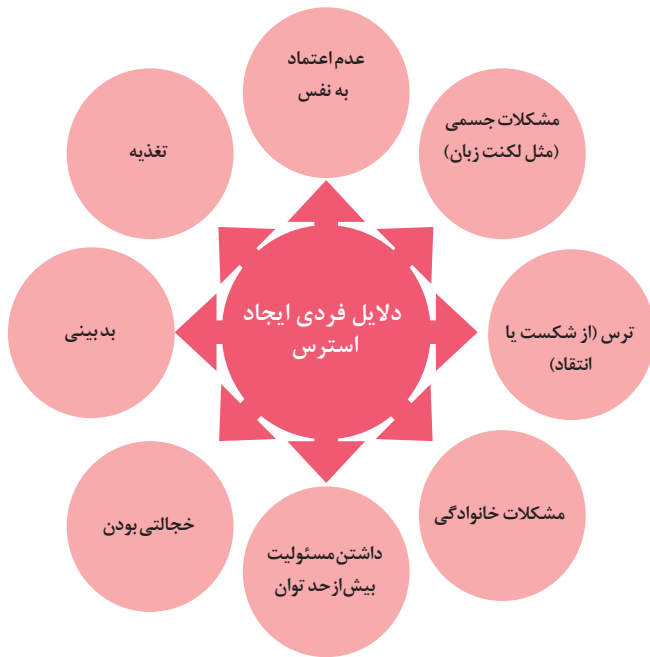 دلایل فردی ایجاد
استرس
عدم اعتماد
به نفس
مشکلات جسمی
(مثل لکنت زبان)
ترس (از شکست یا
انتقاد)
مشکلات خانوادگی
داشتن مسئولیت
بیش از حد توان
خجالتی بودن
بدبینی
تغذیه